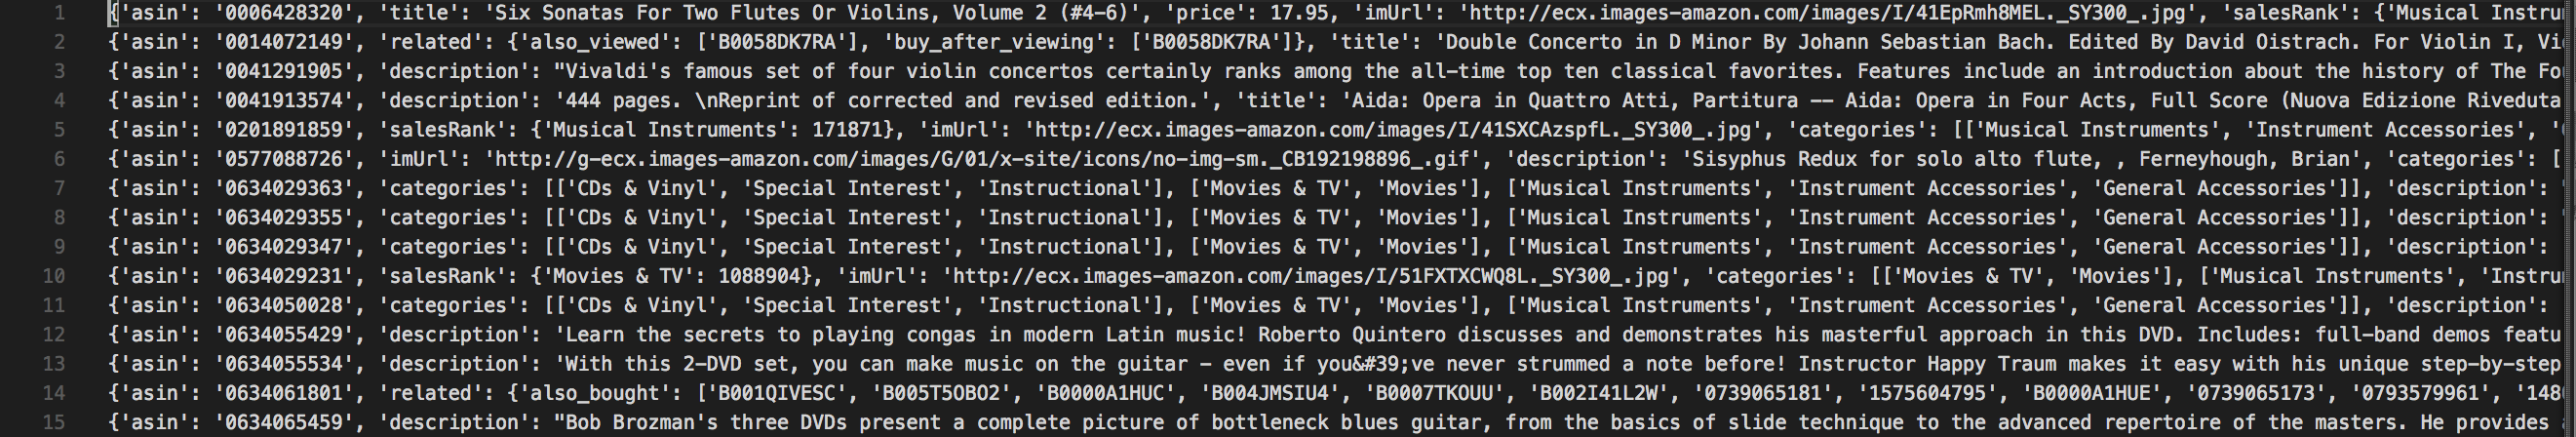 1 {'asin': '0006428320', 'title': 'Six Sonatas For Two Flutes Or Violins, Volume 2 (#4-6)', 'price': 17.95, 'imUrl': 'http://ecx.images-amazon.com/images/I/41EpRmh8MEL._SY300_.jpg', 'salesRank': {'Musical Instru
2 {'asin': '0014072149', 'related': {'also_viewed': ['B0058DK7RA'], 'buy_after_viewing': ['B0058DK7RA']}, 'title': 'Double Concerto in D Minor By Johann Sebastian Bach. Edited By David Oistrach. For Violin I, Vi
3 {'asin': '0041291905', 'description': "Vivaldi's famous set of four violin concertos certainly ranks among the all-time top ten classical favorites. Features include an introduction about the history of The Fo
4 {'asin': '0041913574', 'description': '444 pages. \nReprint of corrected and revised edition.', 'title': 'Aida: Opera in Quattro Atti, Partitura -- Aida: Opera in Four Acts, Full Score (Nuova Edizione Riveduta
5 {'asin': '0201891859', 'salesRank': {'Musical Instruments': 171871}, 'imUrl': 'http://ecx.images-amazon.com/images/I/41SXCAzspfL._SY300_.jpg', 'categories': [['Musical Instruments', 'Instrument Accessories', '
6 {'asin': '0577088726', 'imUrl': 'http://g-ecx.images-amazon.com/images/G/01/x-site/icons/no-img-sm._CB192198896_.gif', 'description': 'Sisyphus Redux for solo alto flute, , Ferneyhough, Brian', 'categories': [
7 {'asin': '0634029363', 'categories': [['CDs & Vinyl', 'Special Interest', 'Instructional'], ['Movies & TV', 'Movies'], ['Musical Instruments', 'Instrument Accessories', 'General Accessories']], 'description': '
8 {'asin': '0634029355', 'categories': [['CDs & Vinyl', 'Special Interest', 'Instructional'], ['Movies & TV', 'Movies'], ['Musical Instruments', 'Instrument Accessories', 'General Accessories']], 'description': '
9 {'asin': '0634029347', 'categories': [['CDs & Vinyl', 'Special Interest', 'Instructional'], ['Movies & TV', 'Movies'], ['Musical Instruments', 'Instrument Accessories', 'General Accessories']], 'description': '
10 {'asin': '0634029231', 'salesRank': {'Movies & TV': 1088904}, 'imUrl': 'http://ecx.images-amazon.com/images/I/51FXTXCWQ8L._SY300_.jpg', 'categories': [['Movies & TV', 'Movies'], ['Musical Instruments', 'Instru
11 {'asin': '0634050028', 'categories': [['CDs & Vinyl', 'Special Interest', 'Instructional'], ['Movies & TV', 'Movies'], ['Musical Instruments', 'Instrument Accessories', 'General Accessories']], 'description': '
12 {'asin': '0634055429', 'description': 'Learn the secrets to playing congas in modern Latin music! Roberto Quintero discusses and demonstrates his masterful approach in this DVD. Includes: full-band demos featu
13 {'asin': '0634055534', 'description': 'With this 2-DVD set, you can make music on the guitar - even if you&#39;ve never strummed a note before! Instructor Happy Traum makes it easy with his unique step-by-step
14 {'asin': '0634061801', 'related': {'also_bought': ['B001QIVESC', 'B005T5OBO2', 'B0000A1HUC', 'B004JMSIU4', 'B0007TKOUU', 'B002I41L2W', '0739065181', '1575604795', 'B0000A1HUE', '0739065173', '0793579961', '148
15 {'asin': '0634065459', 'description': "Bob Brozman's three DVDs present a complete picture of bottleneck blues guitar, from the basics of slide technique to the advanced repertoire of the masters. He provides